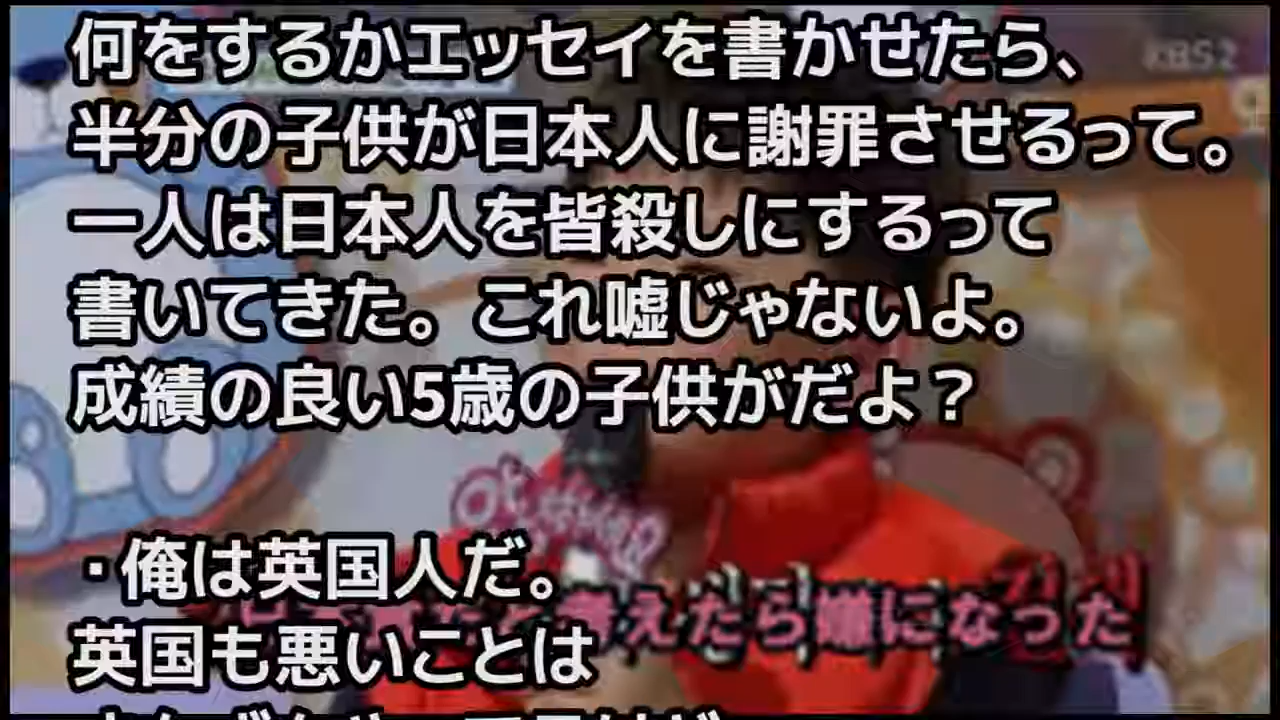 何をするかエッセイを書かせたら、
KBS2
半分の子供が日本人に謝罪させるって。
一人は日本人を皆殺しにするって
書いてきた。これ嘘じゃないよ。
成績の良い5歳の子供がだよ？
・俺は英国人だ。
考えたら嫌になった
英国も悪いことは